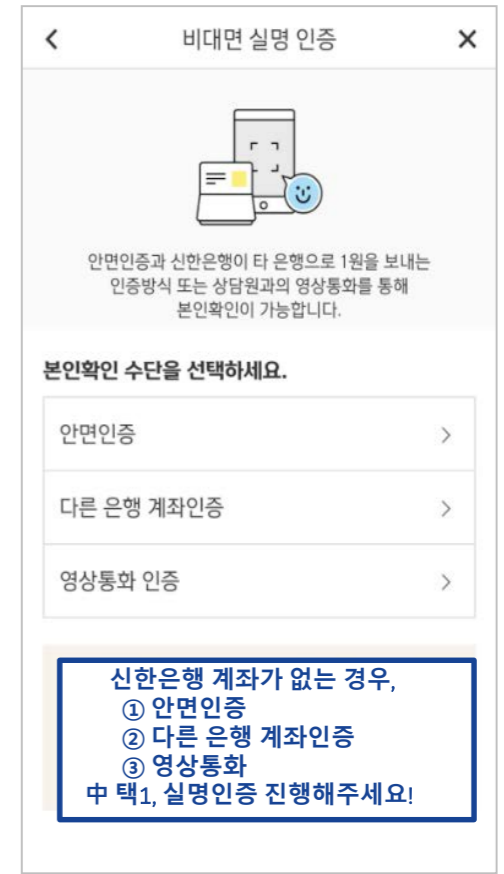 비대면 실명 인증
안면인증과 신한은행이 타 은행으로 1원을 보내는
인증방식 또는 상담원과의 영상통화를 통해
본인확인이 가능합니다.
본인확인 수단을 선택하세요.
안면인증
다른 은행 계좌인증
영상통화 인증
신한은행 계좌가 없는 경우,
① 안면인증
② 다른 은행 계좌인증
③ 영상통화
中 택1, 실명인증 진행해주세요!